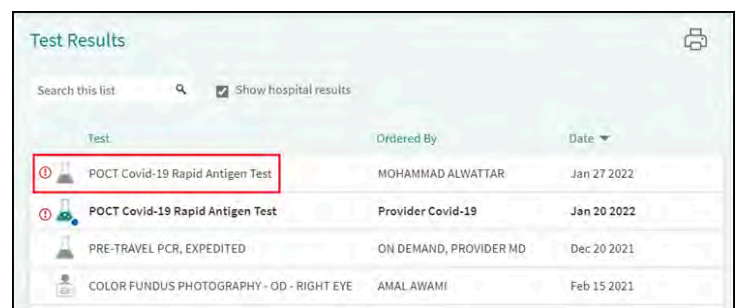 Test Results
Search this list Show hospital results
Test Ordered By Date
POCT Covid-19 Rapid Antigen Test MOHAMMAD ALWATTAR Jan 27 2022
POCT Covid-19 Rapid Antigen Test Provider Covid-19 Jan 20 2022
PRE-TRAVEL PCR, EXPEDITED ON DEMAND, PROVIDER MD Dec 20 2021
COLOR FUNDUS PHOTOGRAPHY - OD - RIGHT EYE AMAL AWAMI Feb 15 2021